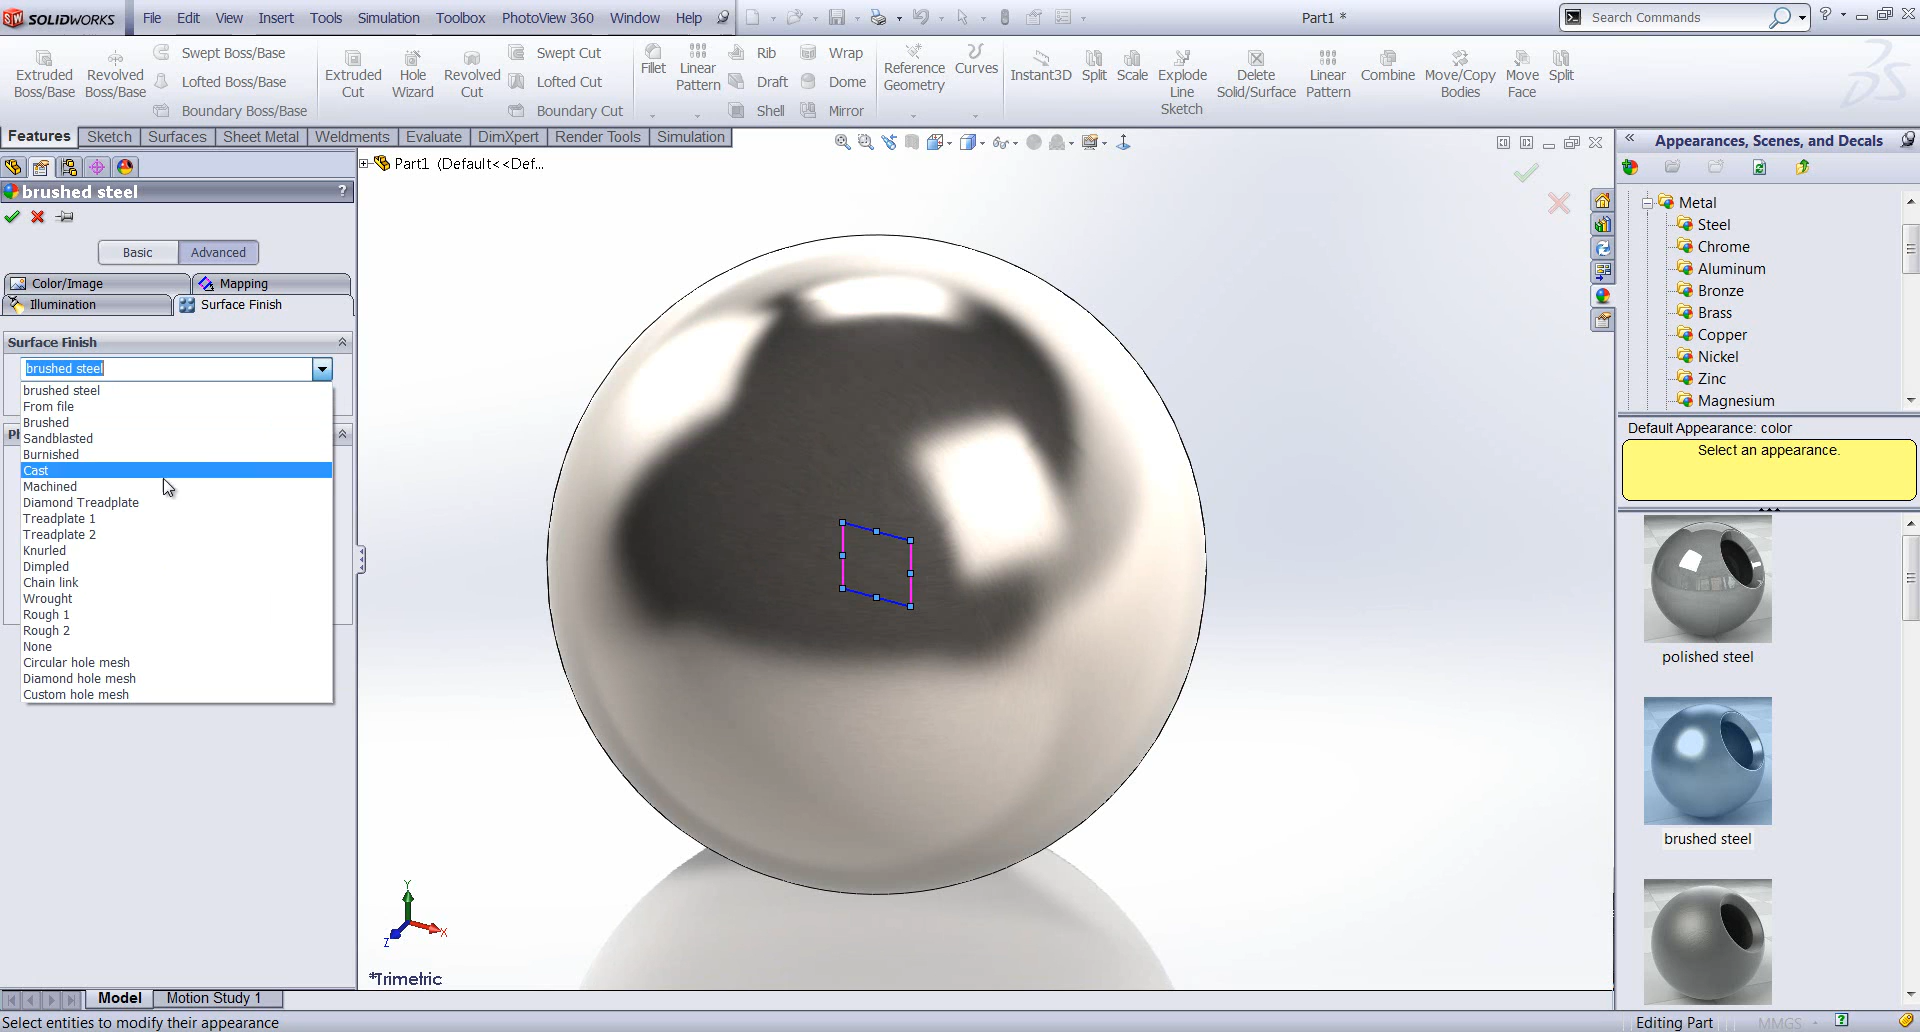 SOLIDWORKS File Edit View Insert Tools Simulation Toolbox PhotoView 360 Window Help Part1 * Search Commands ?
Extruded Boss/Base
Revolved Boss/Base
Swept Boss/Base
Lofted Boss/Base
Boundary Boss/Base
Extruded Cut
Hole Wizard
Revolved Cut
Swept Cut
Lofted Cut
Boundary Cut
Fillet
Linear Pattern
Rib
Draft
Shell
Wrap
Dome
Mirror
Reference Geometry
Curves
Instant3D
Split
Scale
Explode Line Sketch
Delete Solid/Surface
Linear Pattern
Combine
Move/Copy Bodies
Move Face
Split
Features Sketch Surfaces Sheet Metal Weldments Evaluate DimXpert Render Tools Simulation
brushed steel ?
Basic Advanced
Color/Image Mapping
Illumination Surface Finish
Surface Finish
brushed steel
brushed steel
From file
Brushed
Sandblasted
Burnished
Cast
Machined
Diamond Treadplate
Treadplate 1
Treadplate 2
Knurled
Dimpled
Chain link
Wrought
Rough 1
Rough 2
None
Circular hole mesh
Diamond hole mesh
Custom hole mesh
Part1 (Default<<Def...
Y
X
Z
*Trimetric
Appearances, Scenes, and Decals
Metal
Steel
Chrome
Aluminum
Bronze
Brass
Copper
Nickel
Zinc
Magnesium
Default Appearance: color
Select an appearance.
polished steel
brushed steel
Model Motion Study 1
Select entities to modify their appearance Editing Part MMGS ?